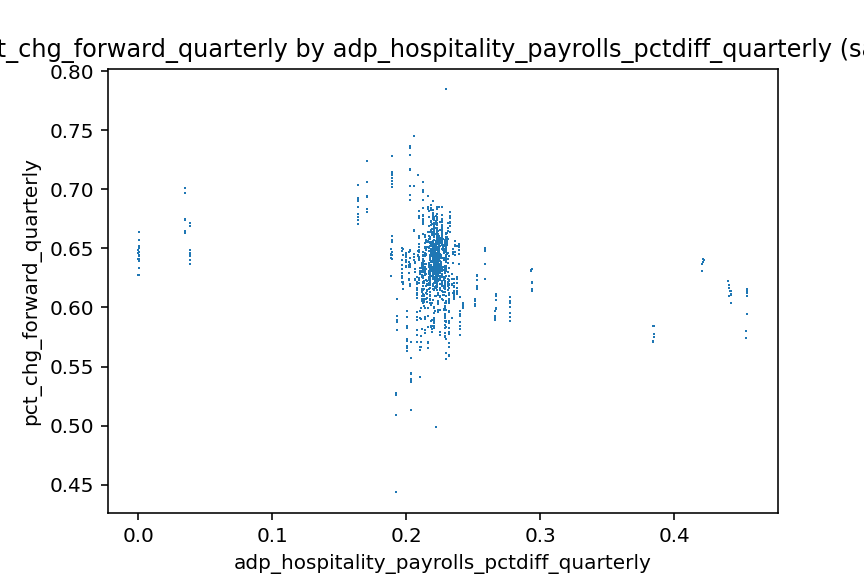 t_chg_forward_quarterly by adp_hospitality_payrolls_pctdiff_quarterly (sa
0.80
0.75
0.70
0.65
0.60
0.55
0.50
0.45
pct_chg_forward_quarterly
0.0 0.1 0.2 0.3 0.4
adp_hospitality_payrolls_pctdiff_quarterly